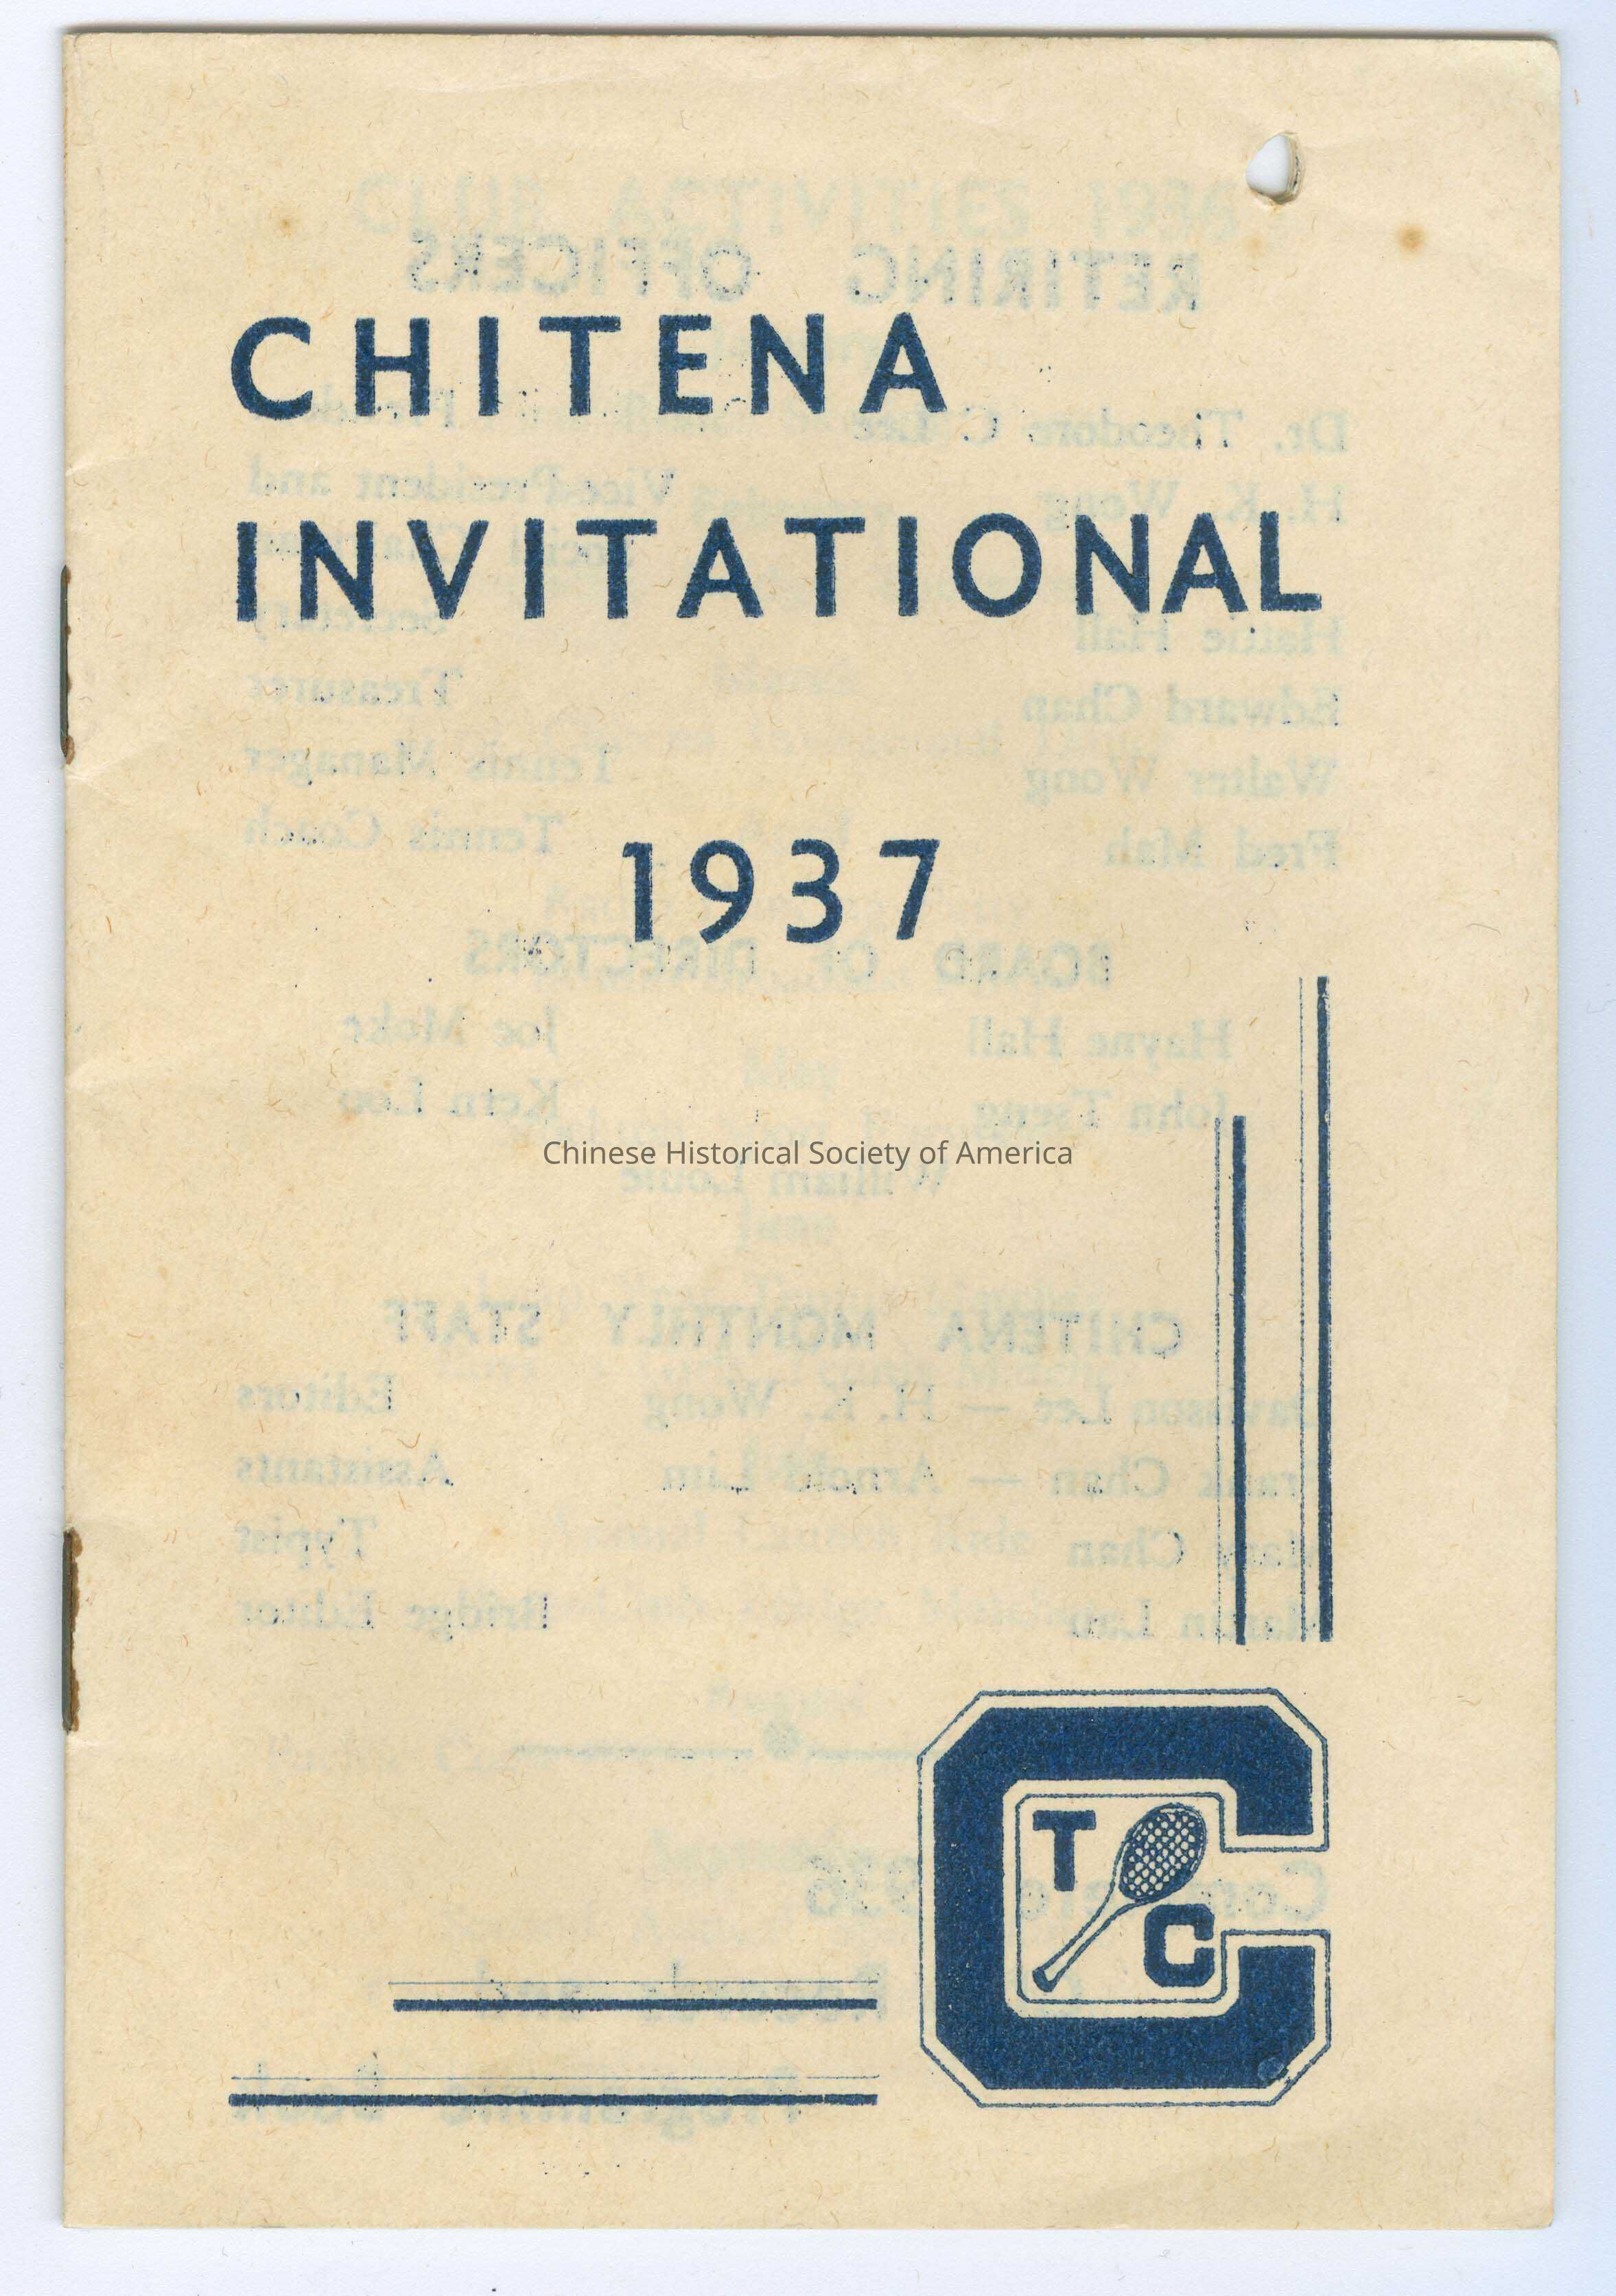 CHITENA
INVITATIONAL
1937
Chinese Historical Society of America
C
T
C